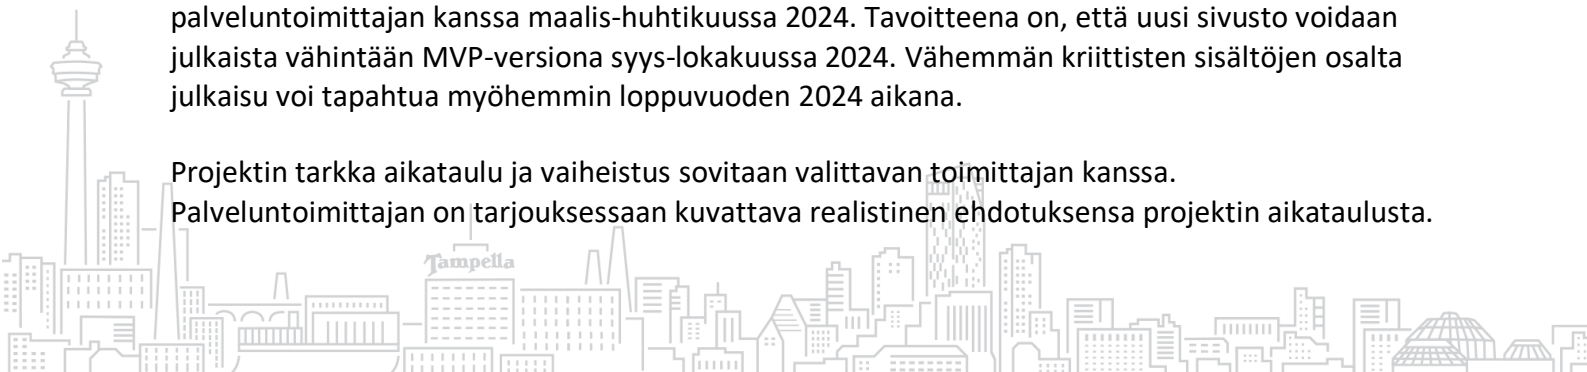 palveluntoimittajan kanssa maalis-huhtikuussa 2024. Tavoitteena on, että uusi sivusto voidaan
julkaista vähintään MVP-versiona syys-lokakuussa 2024. Vähemmän kriittisten sisältöjen osalta
julkaisu voi tapahtua myöhemmin loppuvuoden 2024 aikana.
Projektin tarkka aikataulu ja vaiheistus sovitaan valittavan toimittajan kanssa.
Palveluntoimittajan on tarjouksessaan kuvattava realistinen ehdotuksensa projektin aikataulusta.
Tampella